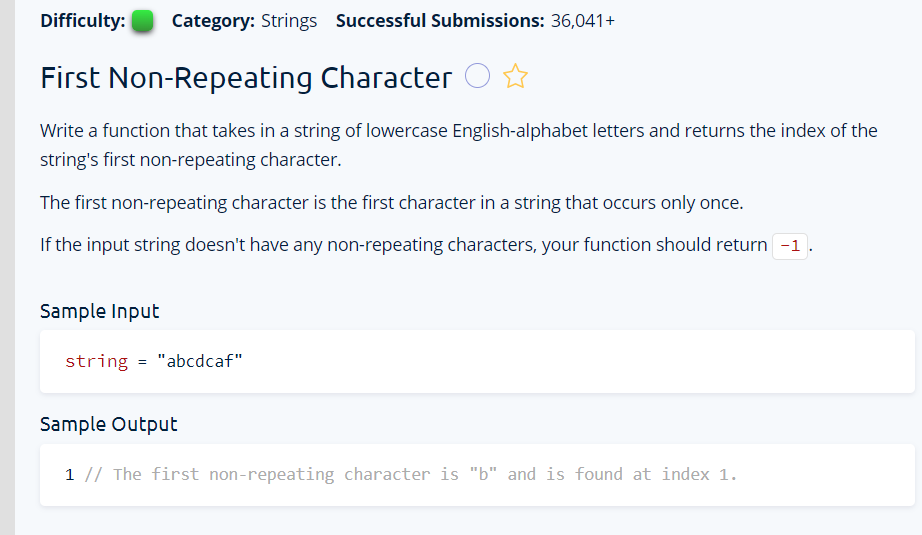 Difficulty: Category: Strings Successful Submissions: 36,041+
First Non-Repeating Character
Write a function that takes in a string of lowercase English-alphabet letters and returns the index of the
string's first non-repeating character.
The first non-repeating character is the first character in a string that occurs only once.
If the input string doesn't have any non-repeating characters, your function should return -1.
Sample Input
string = "abcdcaf"
Sample Output
1 // The first non-repeating character is "b" and is found at index 1.